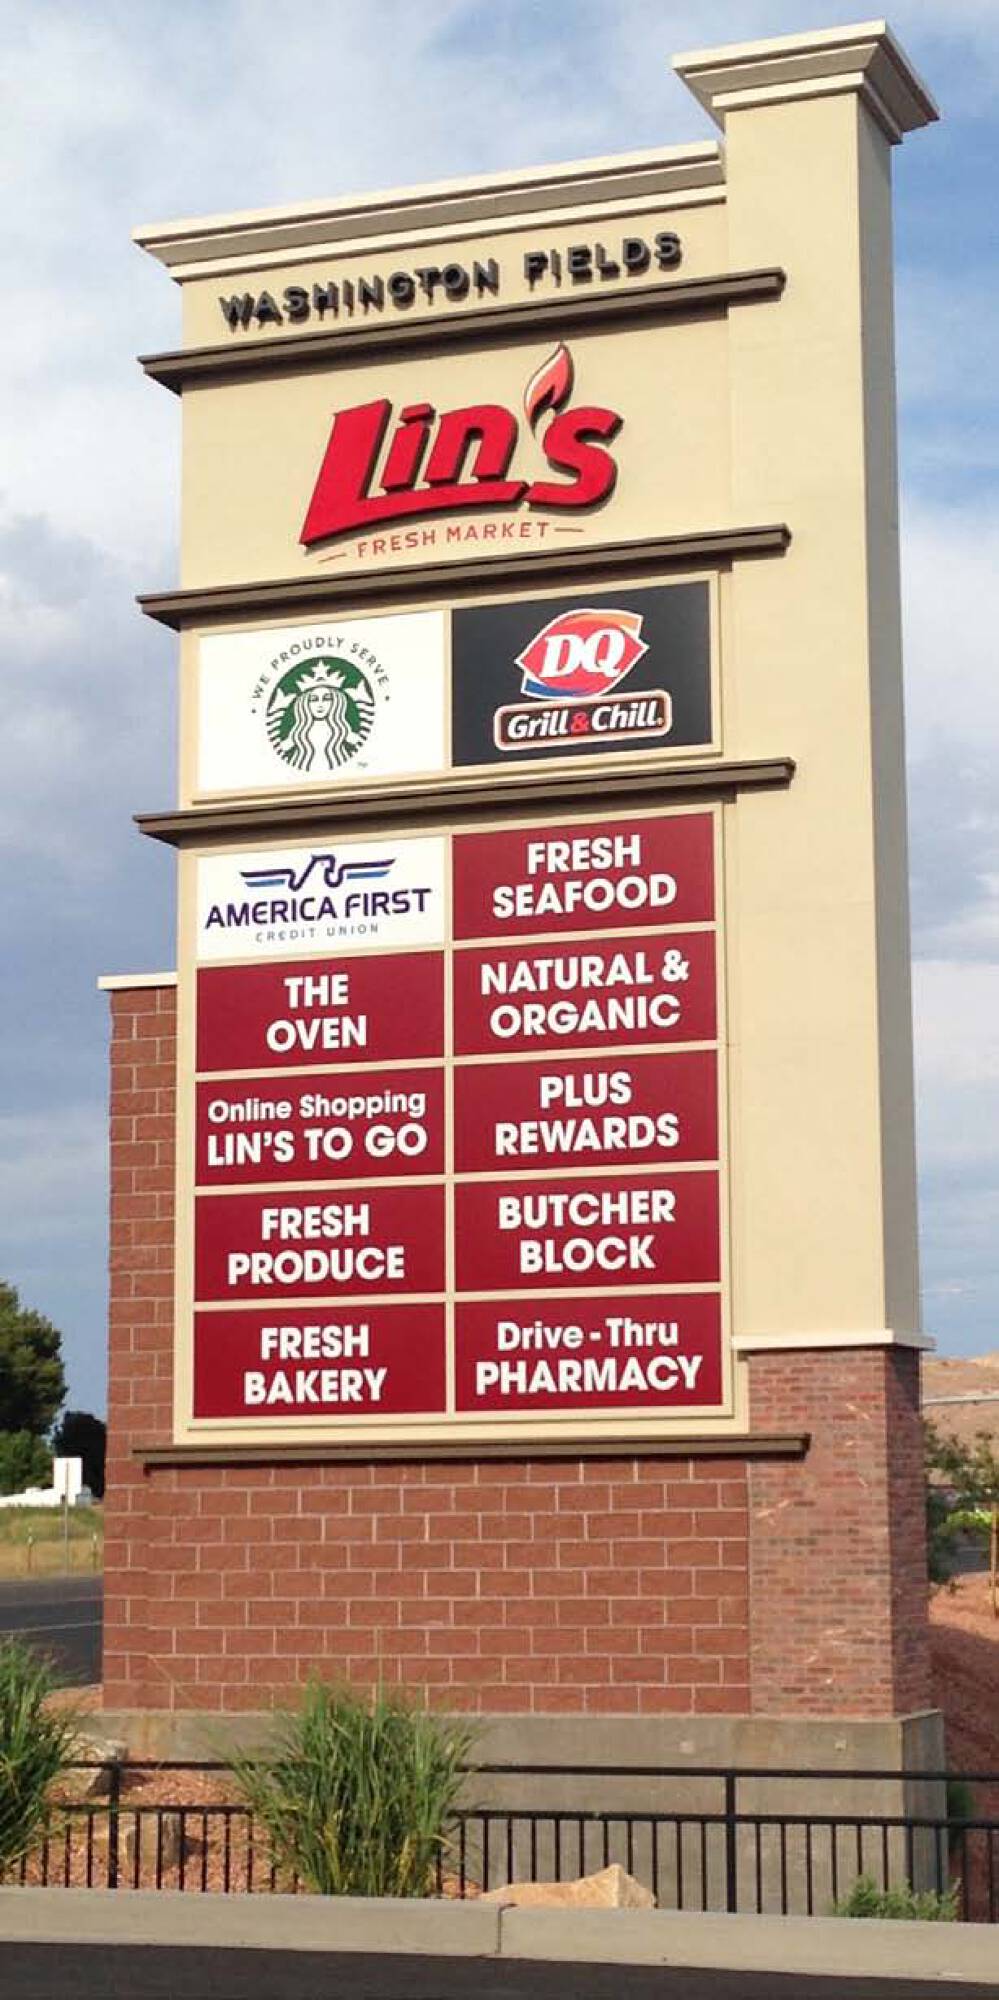 WASHINGTON FIELDS
Lin's
FRESH MARKET
WE PROUDLY SERVE
TM
DQ
Grill & Chill.
AMERICA FIRST
CREDIT UNION
FRESH
SEAFOOD
THE
OVEN
NATURAL &
ORGANIC
Online Shopping
LIN'S TO GO
PLUS
REWARDS
FRESH
PRODUCE
BUTCHER
BLOCK
FRESH
BAKERY
Drive-Thru
PHARMACY